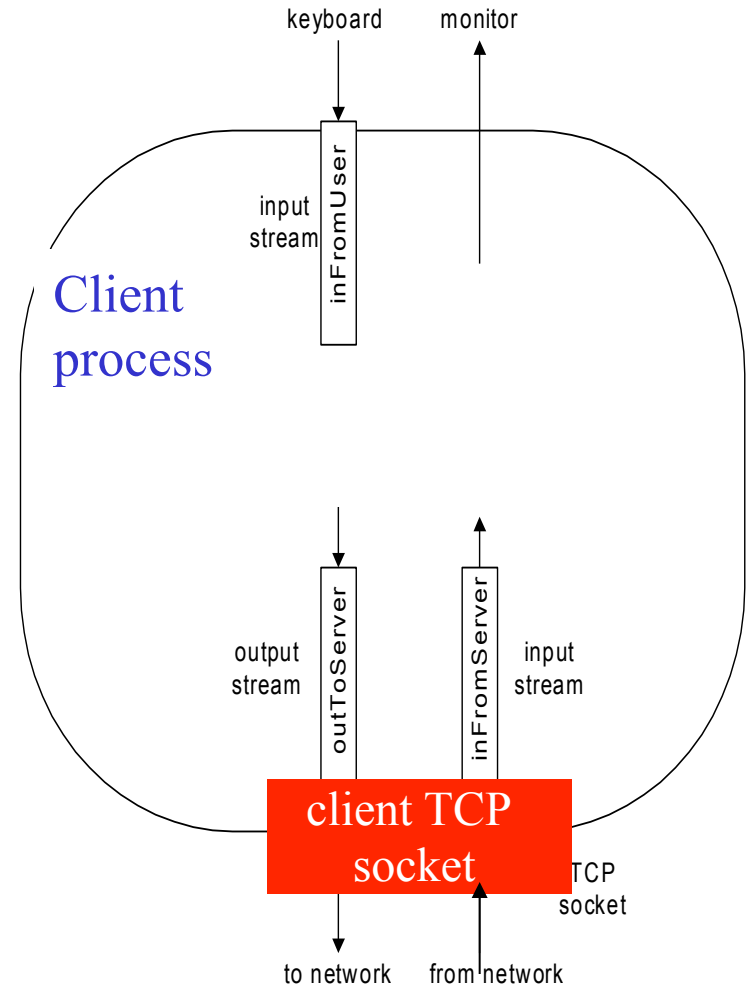 keyboard
monitor
input
stream
inFromUser
Client
process
output
stream
outToServer
inFromServer
input
stream
client TCP
socket
TCP
socket
to network
from network